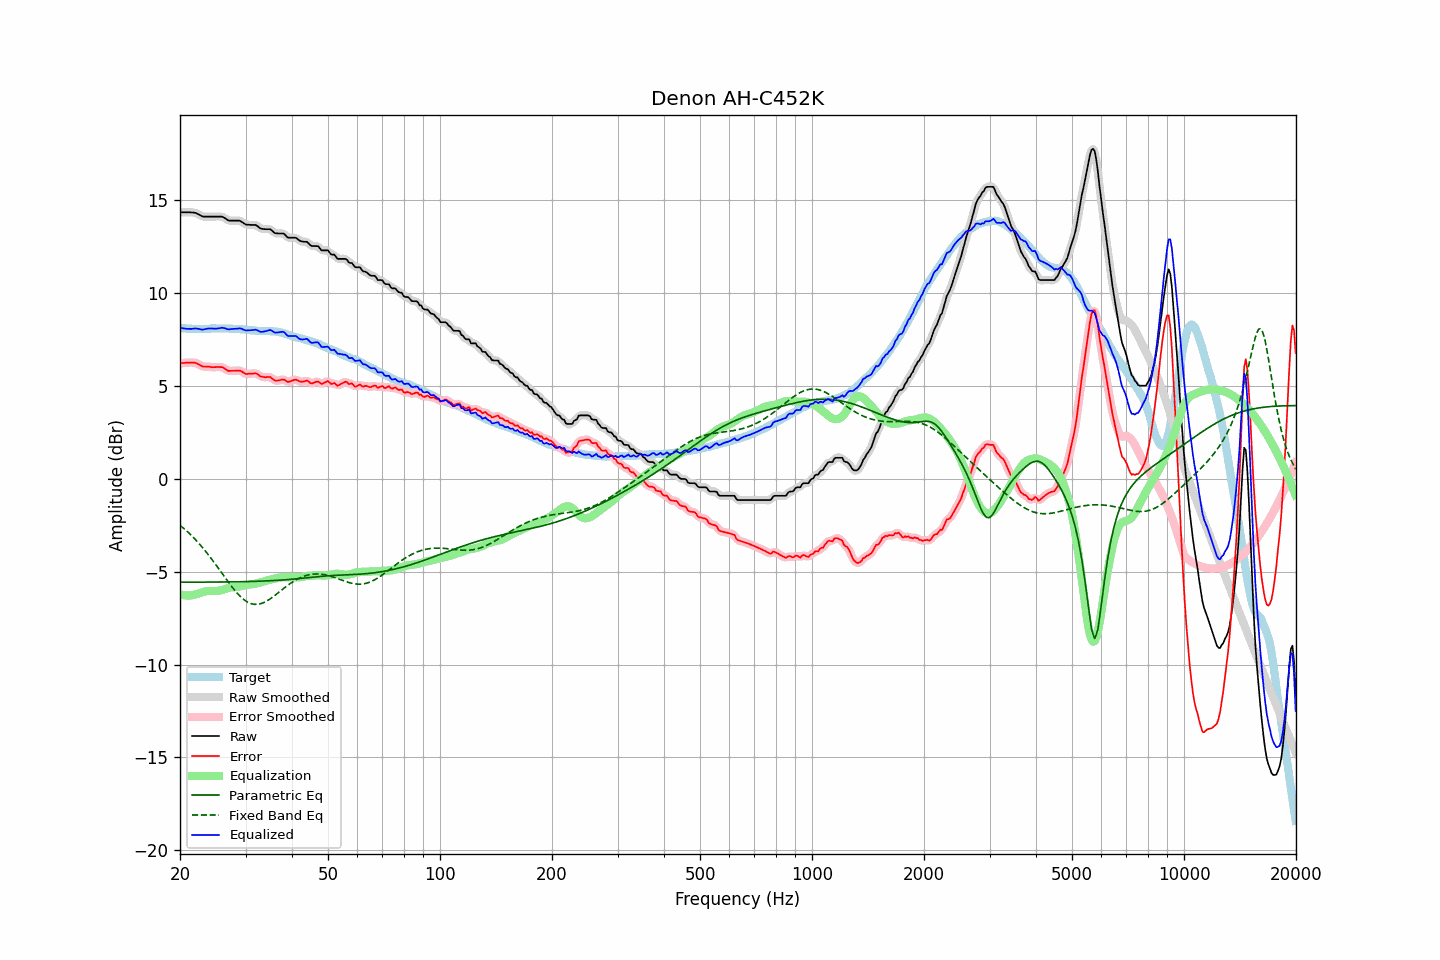 Denon AH-C452K
Amplitude (dBr)
15
10
5
0
−5
−10
−15
−20
Target
Raw Smoothed
Error Smoothed
Raw
Error
Equalization
Parametric Eq
Fixed Band Eq
Equalized
20 50 100 200 500 1000 2000 5000 10000 20000
Frequency (Hz)